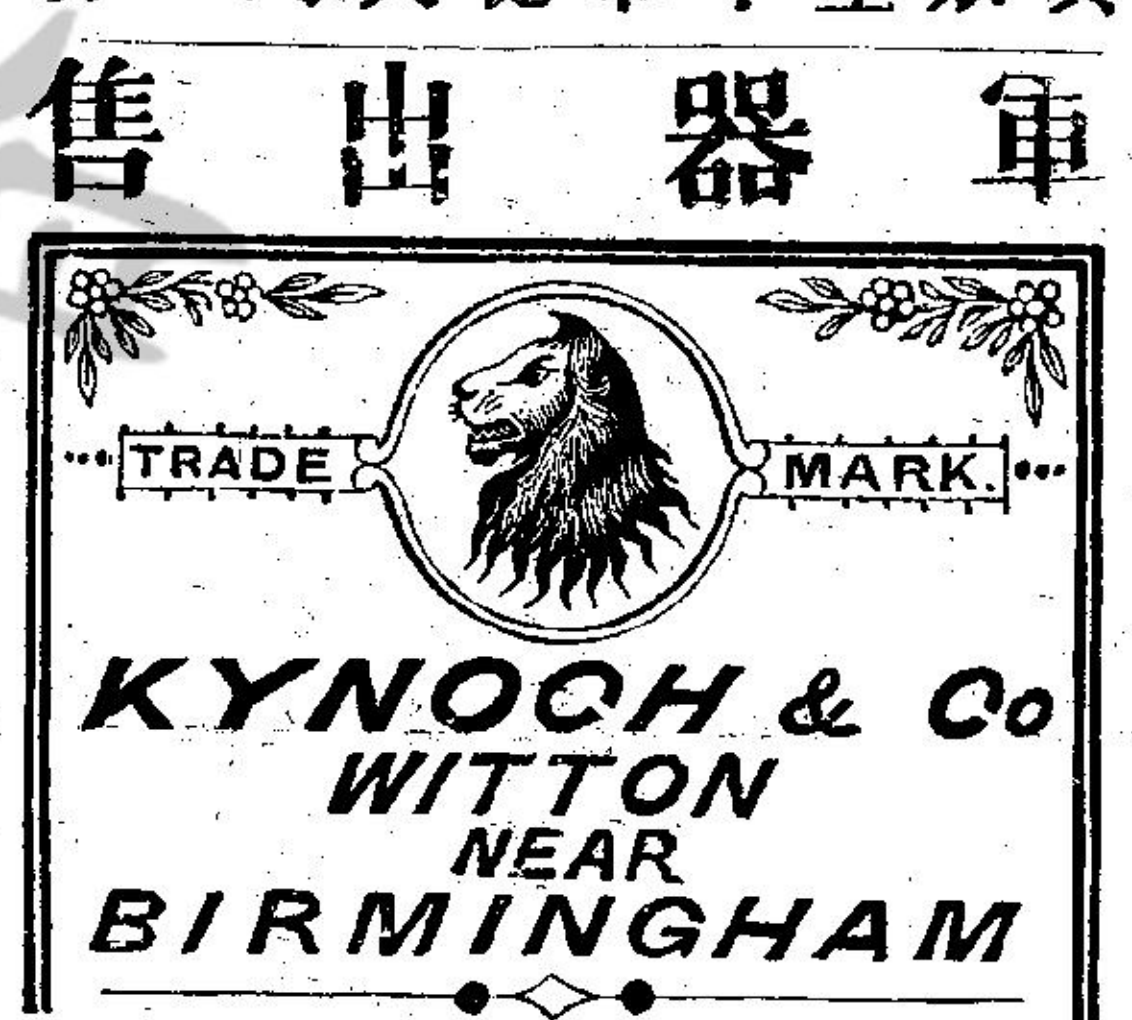 軍器出售
TRADE MARK.
KYNOCH & Co
WITTON
NEAR
BIRMINGHAM